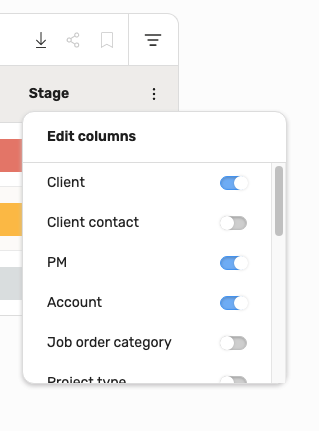 Stage
Edit columns
Client
Client contact
PM
Account
Job order category
Project type